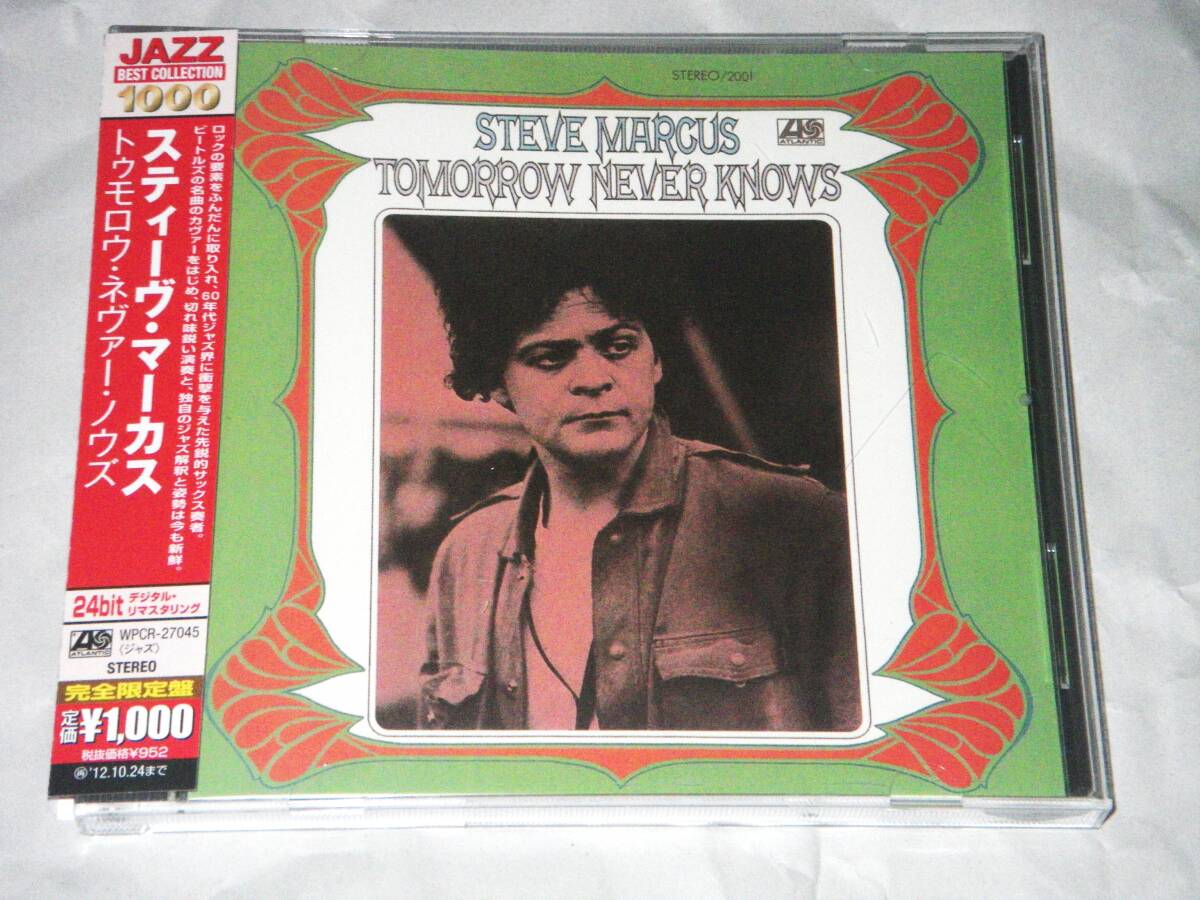 JAZZ
BEST COLLECTION
1000
スティーヴ・マーカス
トゥモロウ・ネヴァー・ノウズ
ロックの要素をふんだんに取り入れ、60年代ジャズ界に衝撃を与えた先鋭的サックス奏者。
ビートルズの名曲のカヴァーをはじめ、切れ味鋭い演奏と、独自のジャズ解釈と姿勢は今も新鮮。
24bit デジタル・
リマスタリング
ATLANTIC
WPCR-27045
〈ジャズ〉
STEREO
完全限定盤
定価¥1,000
税抜価格¥952
再 '12.10.24まで
STEREO/2001
STEVE MARCUS
ATLANTIC
TOMORROW NEVER KNOWS